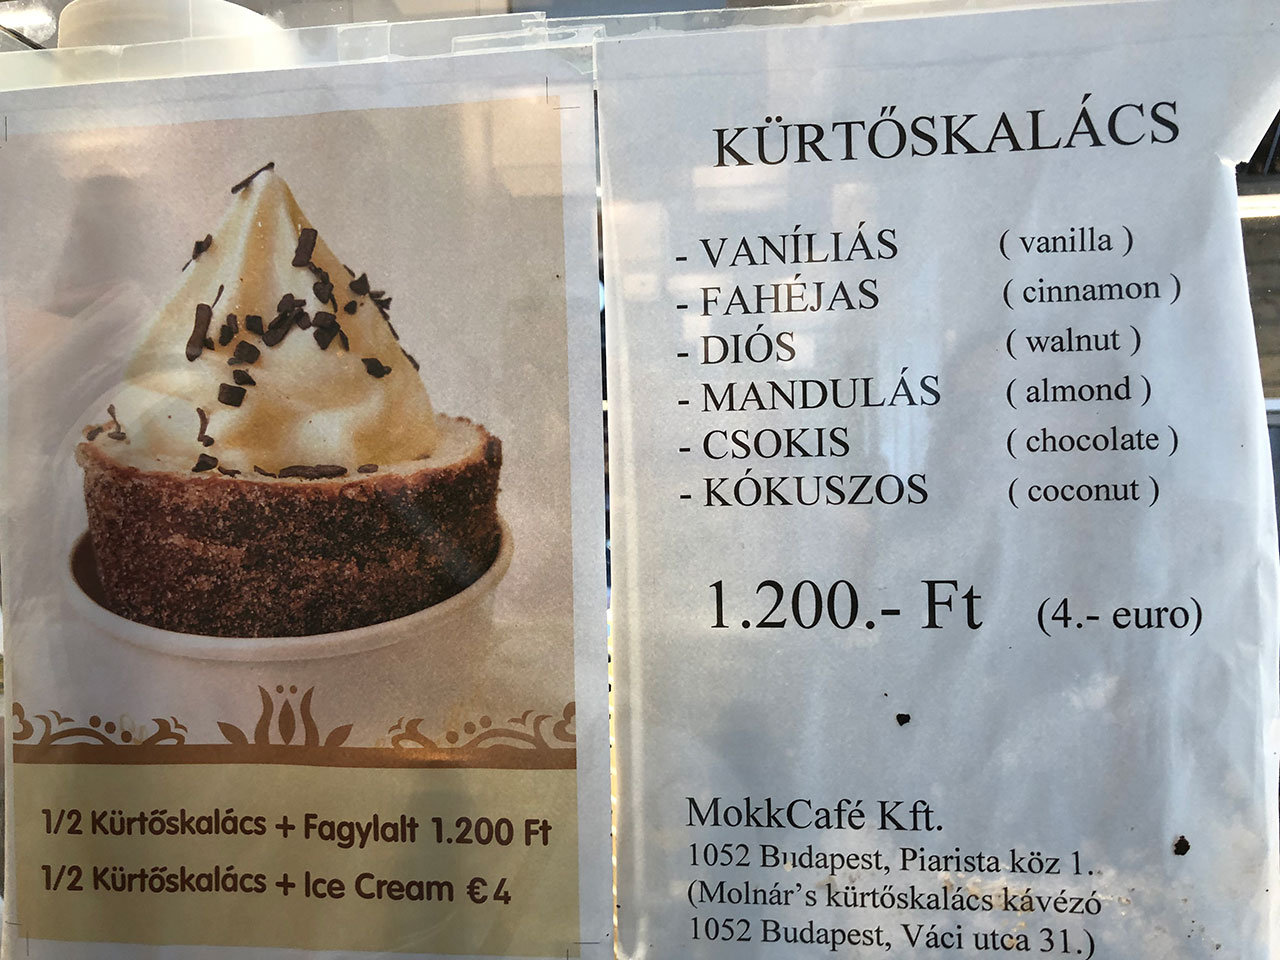 1/2 Kürtőskalács + Fagylalt 1.200 Ft
1/2 Kürtőskalács + Ice Cream € 4
KÜRTŐSKALÁCS
- VANÍLIÁS ( vanilla )
- FAHÉJAS ( cinnamon )
- DIÓS ( walnut )
- MANDULÁS ( almond )
- CSOKIS ( chocolate )
- KÓKUSZOS ( coconut )
1.200.- Ft (4.- euro)
MokkCafé Kft.
1052 Budapest, Piarista köz 1.
(Molnár's kürtőskalács kávézó
1052 Budapest, Váci utca 31.)